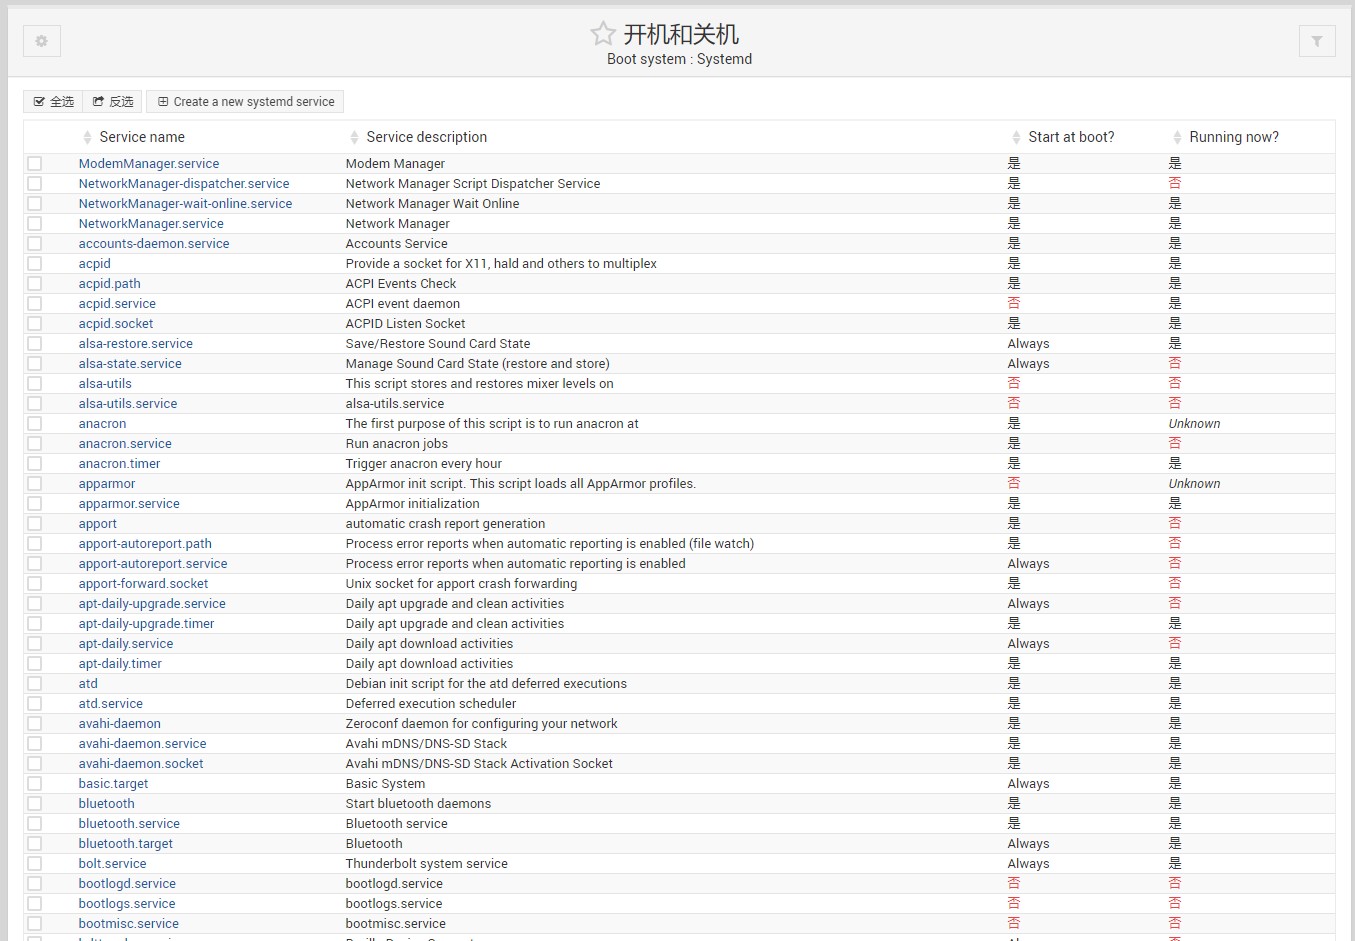 开机和关机
Boot system : Systemd
全选 反选 Create a new systemd service
Service name Service description Start at boot? Running now?
ModemManager.service Modem Manager 是 是
NetworkManager-dispatcher.service Network Manager Script Dispatcher Service 是 否
NetworkManager-wait-online.service Network Manager Wait Online 是 是
NetworkManager.service Network Manager 是 是
accounts-daemon.service Accounts Service 是 是
acpid Provide a socket for X11, hald and others to multiplex 是 是
acpid.path ACPI Events Check 是 是
acpid.service ACPI event daemon 否 是
acpid.socket ACPID Listen Socket 是 是
alsa-restore.service Save/Restore Sound Card State Always 是
alsa-state.service Manage Sound Card State (restore and store) Always 否
alsa-utils This script stores and restores mixer levels on 否 否
alsa-utils.service alsa-utils.service 否 否
anacron The first purpose of this script is to run anacron at 是 Unknown
anacron.service Run anacron jobs 是 否
anacron.timer Trigger anacron every hour 是 是
apparmor AppArmor init script. This script loads all AppArmor profiles. 否 Unknown
apparmor.service AppArmor initialization 是 是
apport automatic crash report generation 是 否
apport-autoreport.path Process error reports when automatic reporting is enabled (file watch) 是 否
apport-autoreport.service Process error reports when automatic reporting is enabled Always 否
apport-forward.socket Unix socket for apport crash forwarding 是 否
apt-daily-upgrade.service Daily apt upgrade and clean activities Always 否
apt-daily-upgrade.timer Daily apt upgrade and clean activities 是 是
apt-daily.service Daily apt download activities Always 否
apt-daily.timer Daily apt download activities 是 是
atd Debian init script for the atd deferred executions 是 是
atd.service Deferred execution scheduler 是 是
avahi-daemon Zeroconf daemon for configuring your network 是 是
avahi-daemon.service Avahi mDNS/DNS-SD Stack 是 是
avahi-daemon.socket Avahi mDNS/DNS-SD Stack Activation Socket 是 是
basic.target Basic System Always 是
bluetooth Start bluetooth daemons 是 是
bluetooth.service Bluetooth service 是 是
bluetooth.target Bluetooth Always 是
bolt.service Thunderbolt system service Always 是
bootlogd.service bootlogd.service 否 否
bootlogs.service bootlogs.service 否 否
bootmisc.service bootmisc.service 否 否